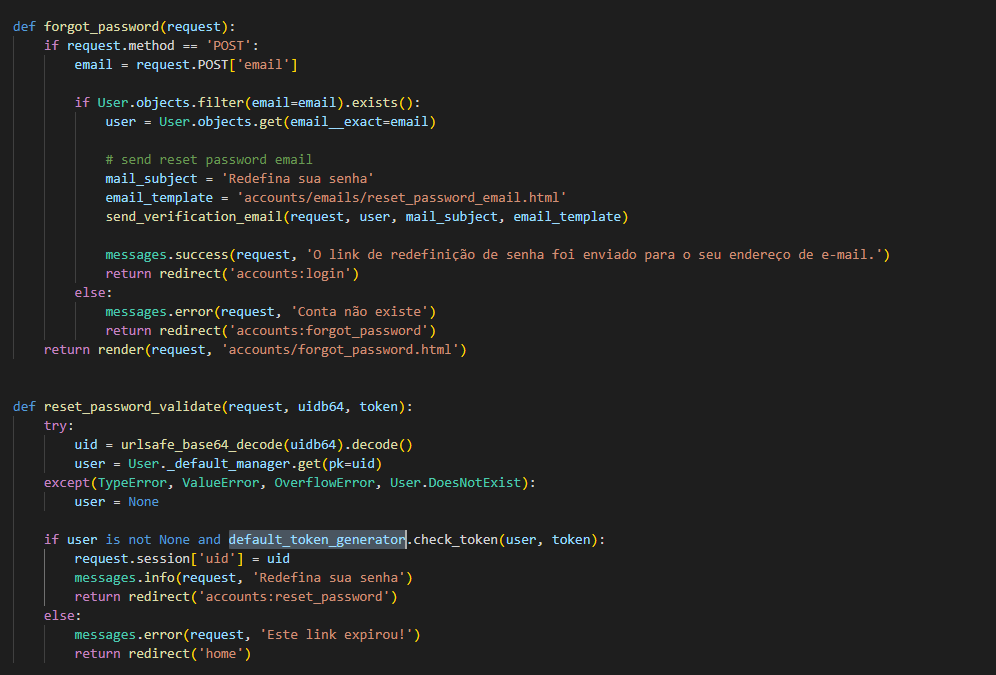 def forgot_password(request):
    if request.method == 'POST':
        email = request.POST['email']

        if User.objects.filter(email=email).exists():
            user = User.objects.get(email__exact=email)

            # send reset password email
            mail_subject = 'Redefina sua senha'
            email_template = 'accounts/emails/reset_password_email.html'
            send_verification_email(request, user, mail_subject, email_template)

            messages.success(request, 'O link de redefinição de senha foi enviado para o seu endereço de e-mail.')
            return redirect('accounts:login')
        else:
            messages.error(request, 'Conta não existe')
            return redirect('accounts:forgot_password')
    return render(request, 'accounts/forgot_password.html')


def reset_password_validate(request, uidb64, token):
    try:
        uid = urlsafe_base64_decode(uidb64).decode()
        user = User._default_manager.get(pk=uid)
    except(TypeError, ValueError, OverflowError, User.DoesNotExist):
        user = None

    if user is not None and default_token_generator.check_token(user, token):
        request.session['uid'] = uid
        messages.info(request, 'Redefina sua senha')
        return redirect('accounts:reset_password')
    else:
        messages.error(request, 'Este link expirou!')
        return redirect('home')